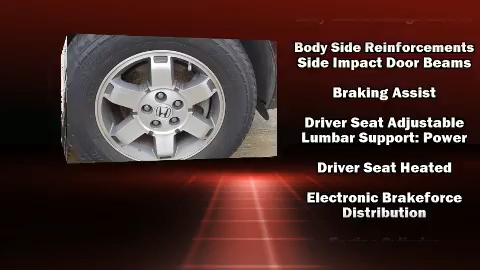 Body Side Reinforcements
Side Impact Door Beams
Braking Assist
Driver Seat Adjustable
Lumbar Support: Power
Driver Seat Heated
Electronic Brakeforce
Distribution